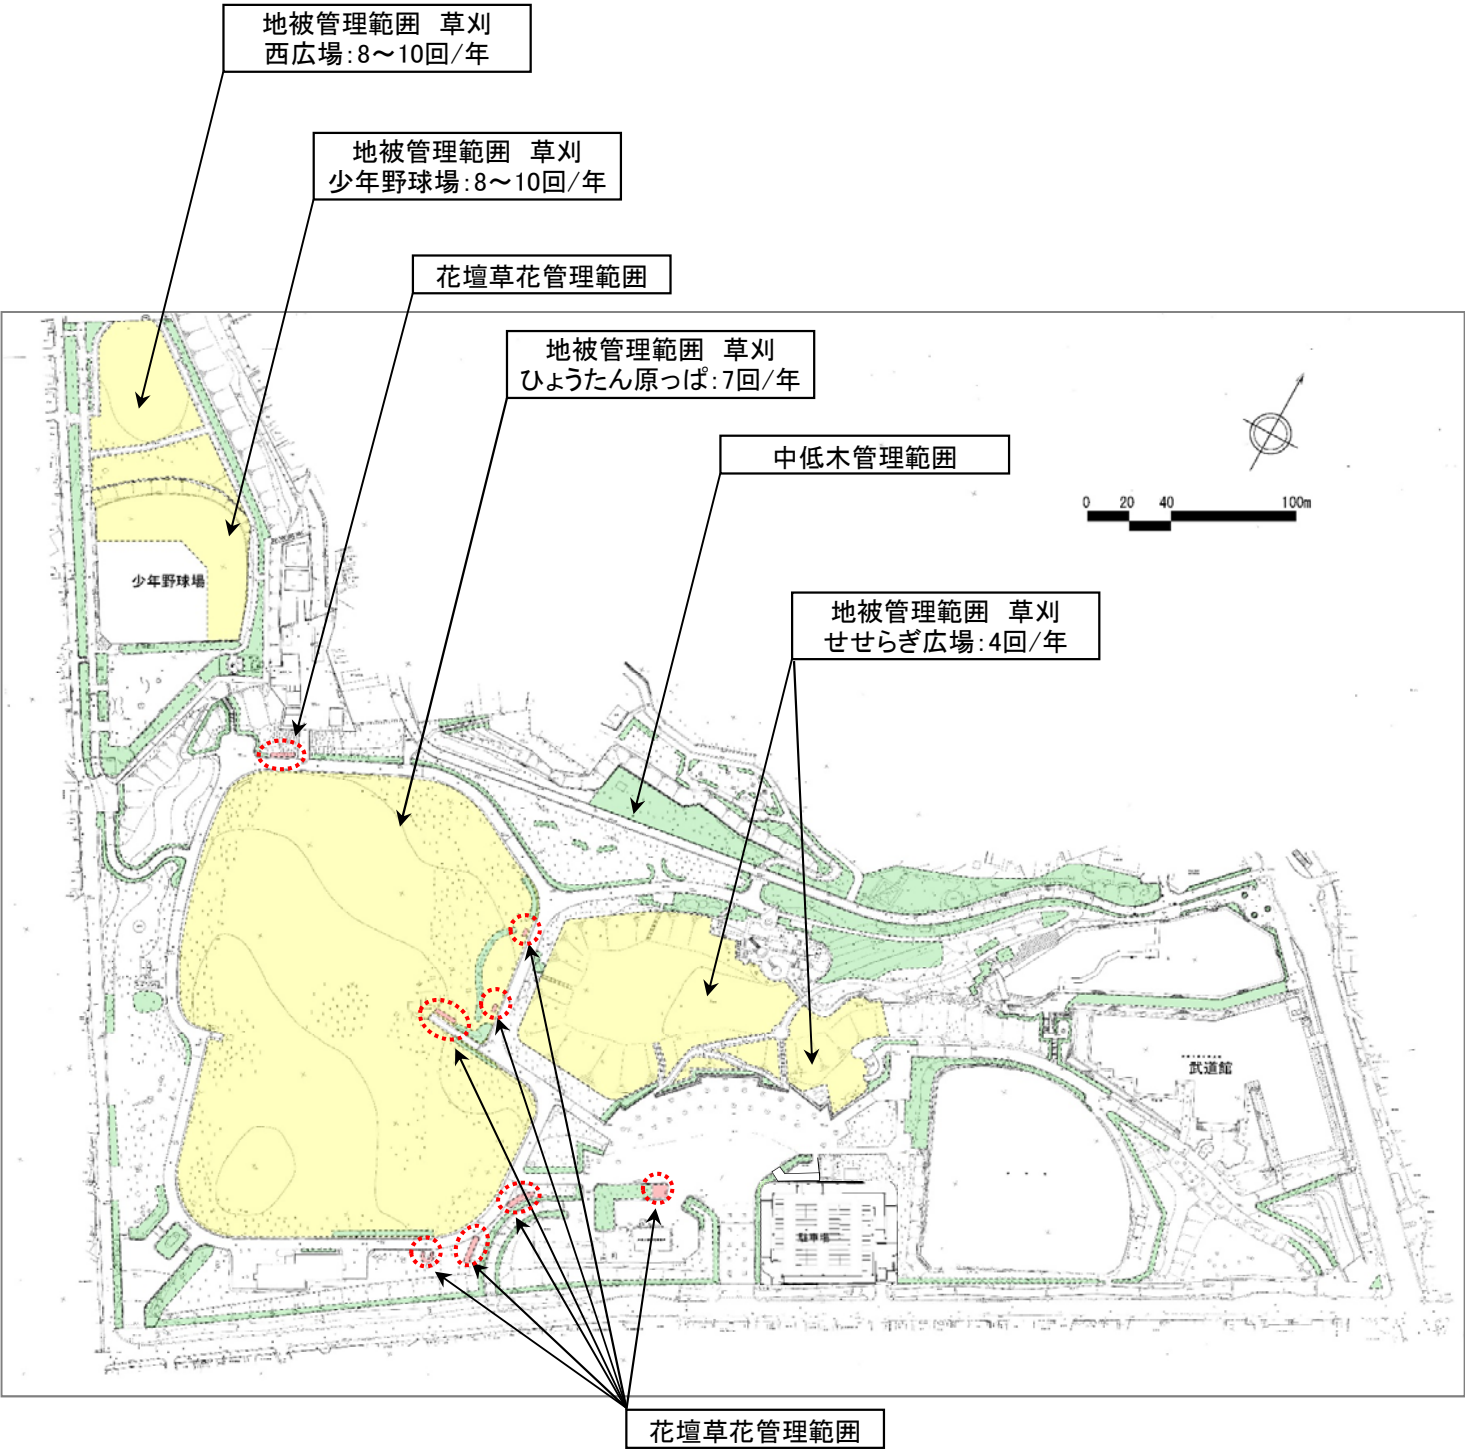 地被管理範囲　草刈
西広場：8～10回/年
地被管理範囲　草刈
少年野球場：8～10回/年
花壇草花管理範囲
地被管理範囲　草刈
ひょうたん原っぱ：7回/年
中低木管理範囲
0 20 40 100m
少年野球場
地被管理範囲　草刈
せせらぎ広場：4回/年
武道館
駐車場
花壇草花管理範囲